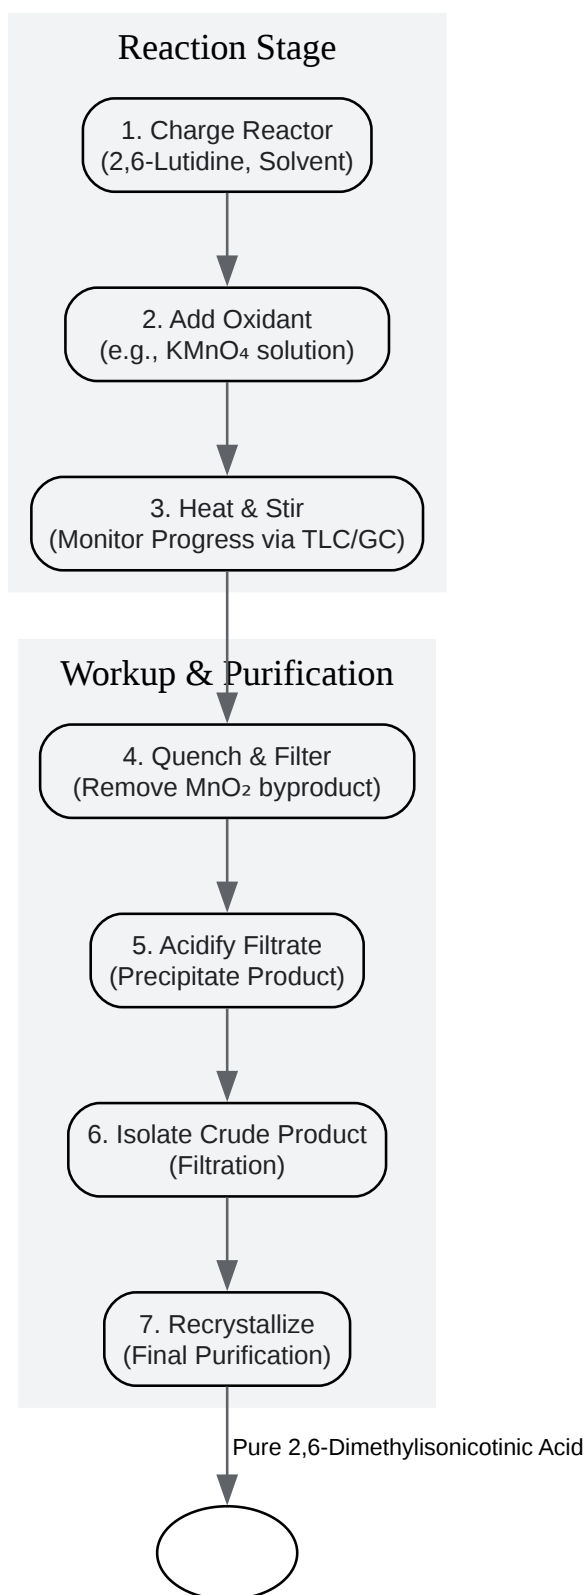 Reaction Stage
1. Charge Reactor
(2,6-Lutidine, Solvent)
2. Add Oxidant
(e.g., KMnO₄ solution)
3. Heat & Stir
(Monitor Progress via TLC/GC)
Workup & Purification
4. Quench & Filter
(Remove MnO₂ byproduct)
5. Acidify Filtrate
(Precipitate Product)
6. Isolate Crude Product
(Filtration)
7. Recrystallize
(Final Purification)
Pure 2,6-Dimethylisonicotinic Acid